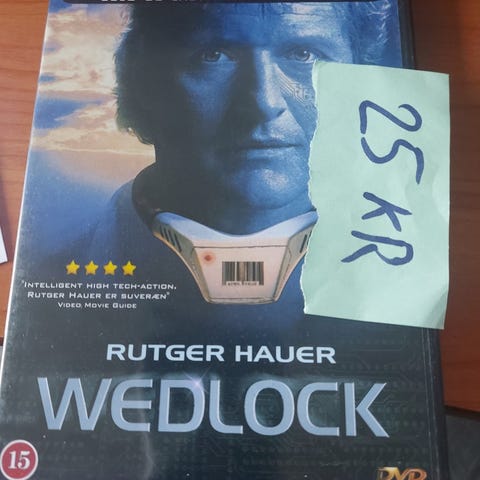 25 KR
"INTELLIGENT HIGH TECH-ACTION.
RUTGER HAUER ER SUVERÆN"
VIDEO MOVIE GUIDE
RUTGER HAUER
WEDLOCK
15
DVD